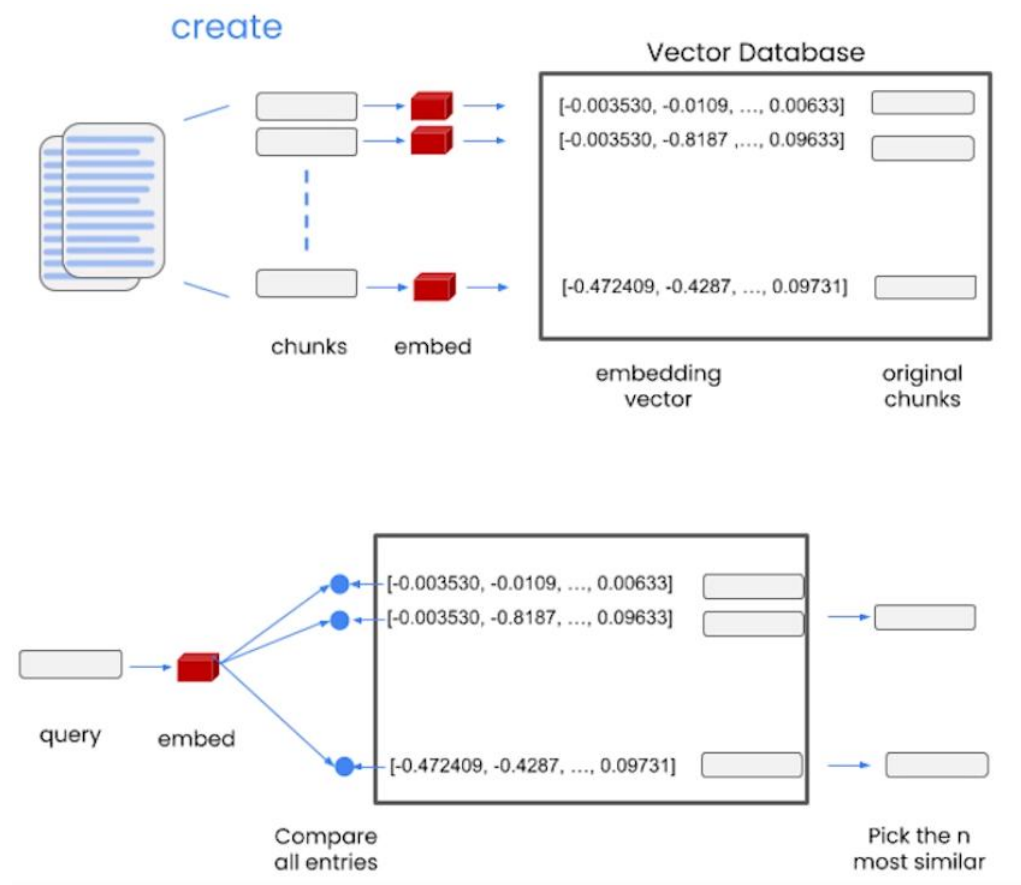 create
Vector Database
[-0.003530, -0.0109, ..., 0.00633]
[-0.003530, -0.8187 ,..., 0.09633]
[-0.472409, -0.4287, ..., 0.09731]
chunks
embed
embedding
vector
original
chunks
[-0.003530, -0.0109, ..., 0.00633]
[-0.003530, -0.8187, ..., 0.09633]
query
embed
[-0.472409, -0.4287, ..., 0.09731]
Compare
all entries
Pick the n
most similar